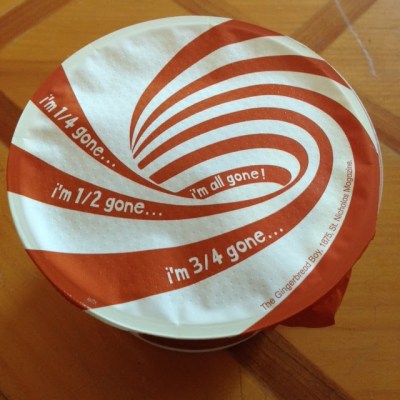 i'm 1/4 gone...
i'm 1/2 gone...
i'm 3/4 gone...
i'm all gone!
The Gingerbread Boy, 1875, St. Nicholas Magazine.